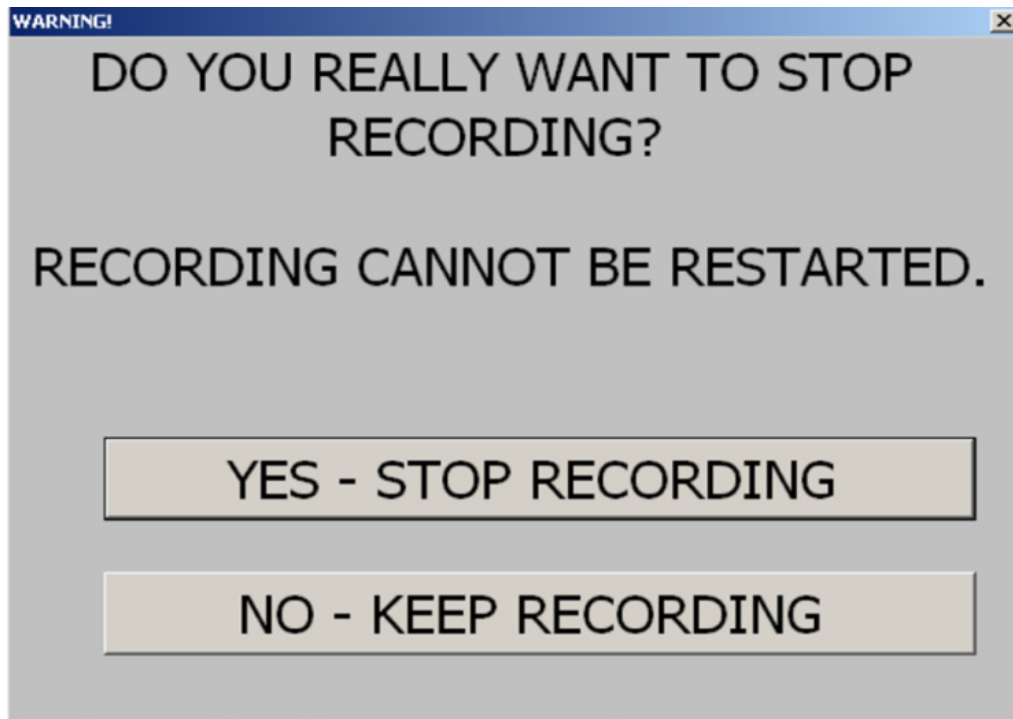 WARNING!
DO YOU REALLY WANT TO STOP
RECORDING?
RECORDING CANNOT BE RESTARTED.
YES - STOP RECORDING
NO - KEEP RECORDING